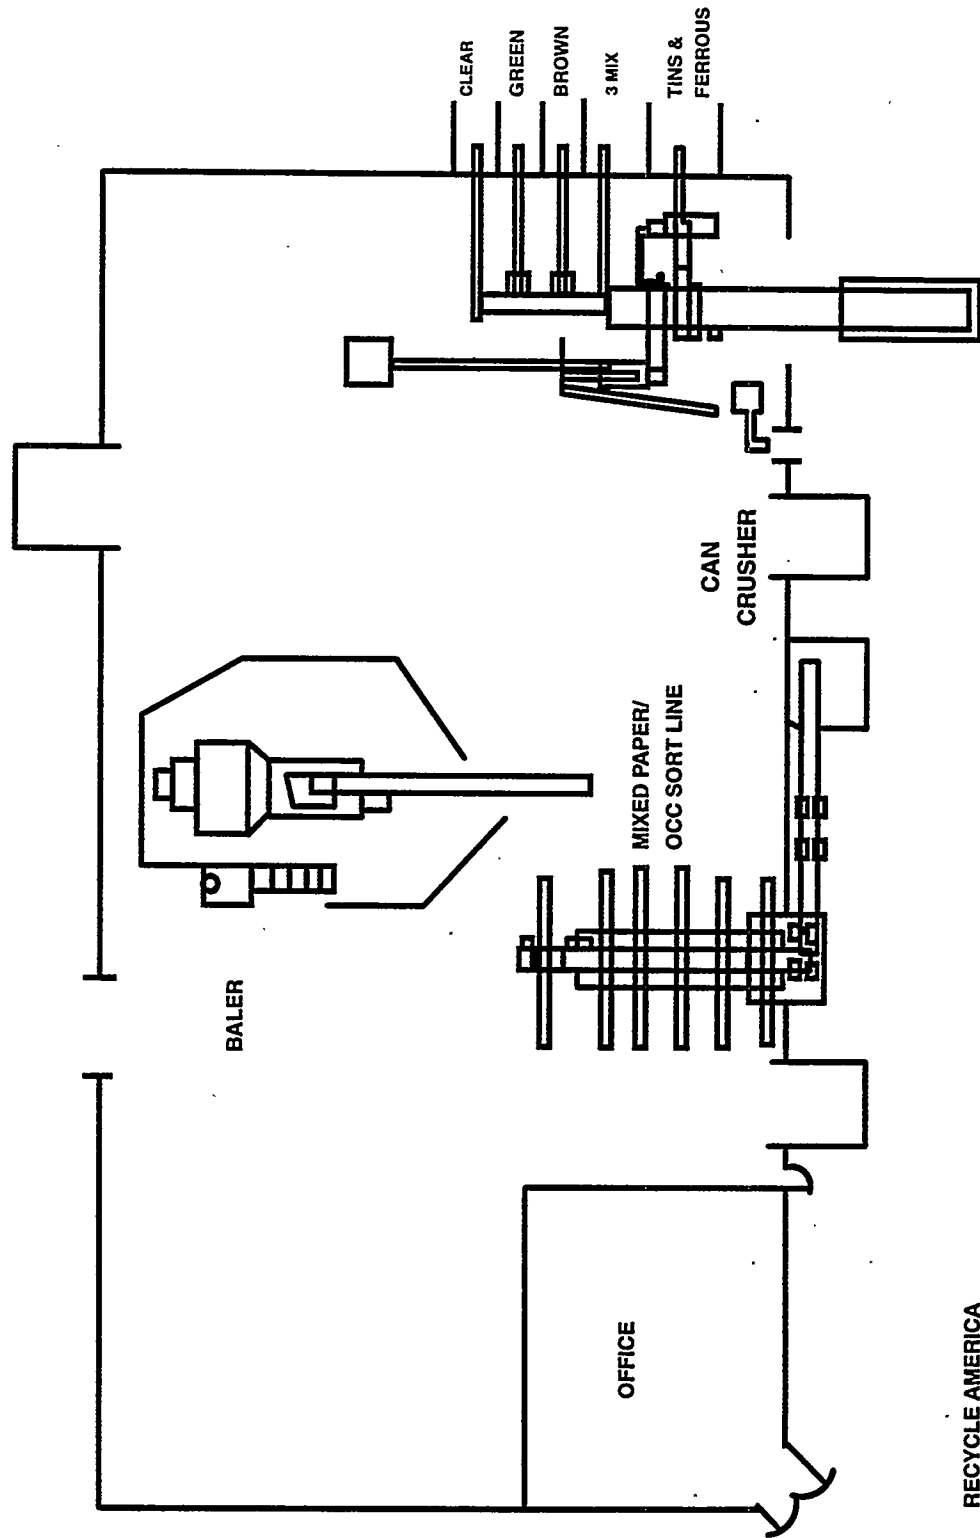 CLEAR
GREEN
BROWN
3 MIX
TINS &
FERROUS
CAN
CRUSHER
MIXED PAPER/
OCC SORT LINE
BALER
OFFICE
RECYCLE AMERICA